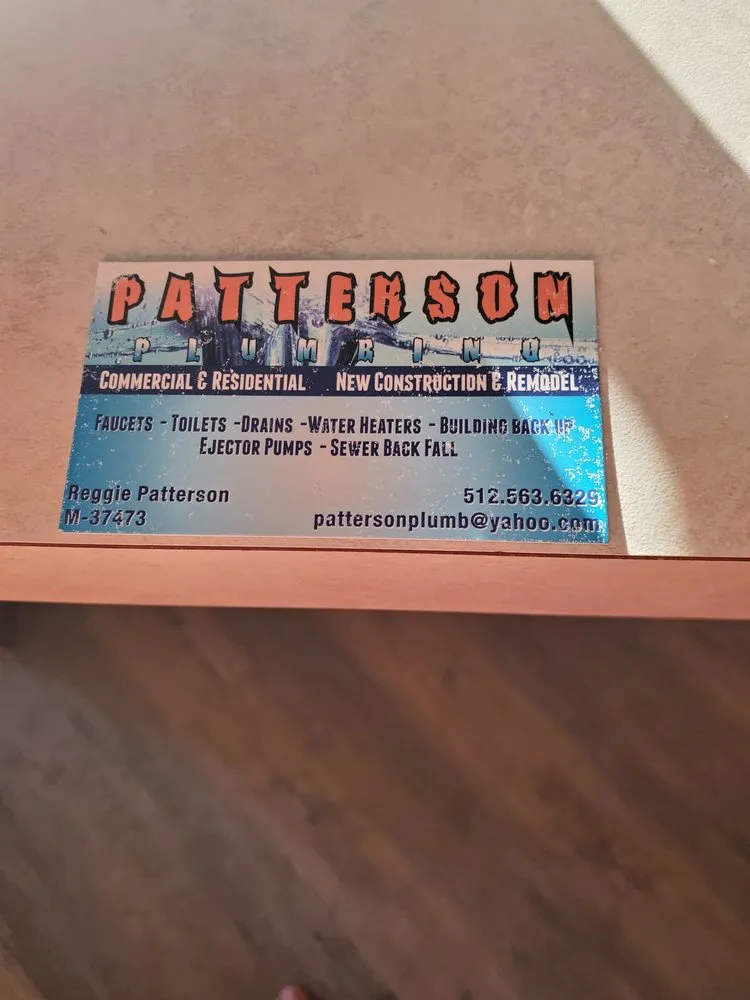 PATTERSON
PLUMBING
COMMERCIAL & RESIDENTIAL NEW CONSTRUCTION & REMODEL
FAUCETS - TOILETS -DRAINS -WATER HEATERS - BUILDING BACK UP
EJECTOR PUMPS - SEWER BACK FALL
Reggie Patterson 512.563.6329
M-37473 pattersonplumb@yahoo.com